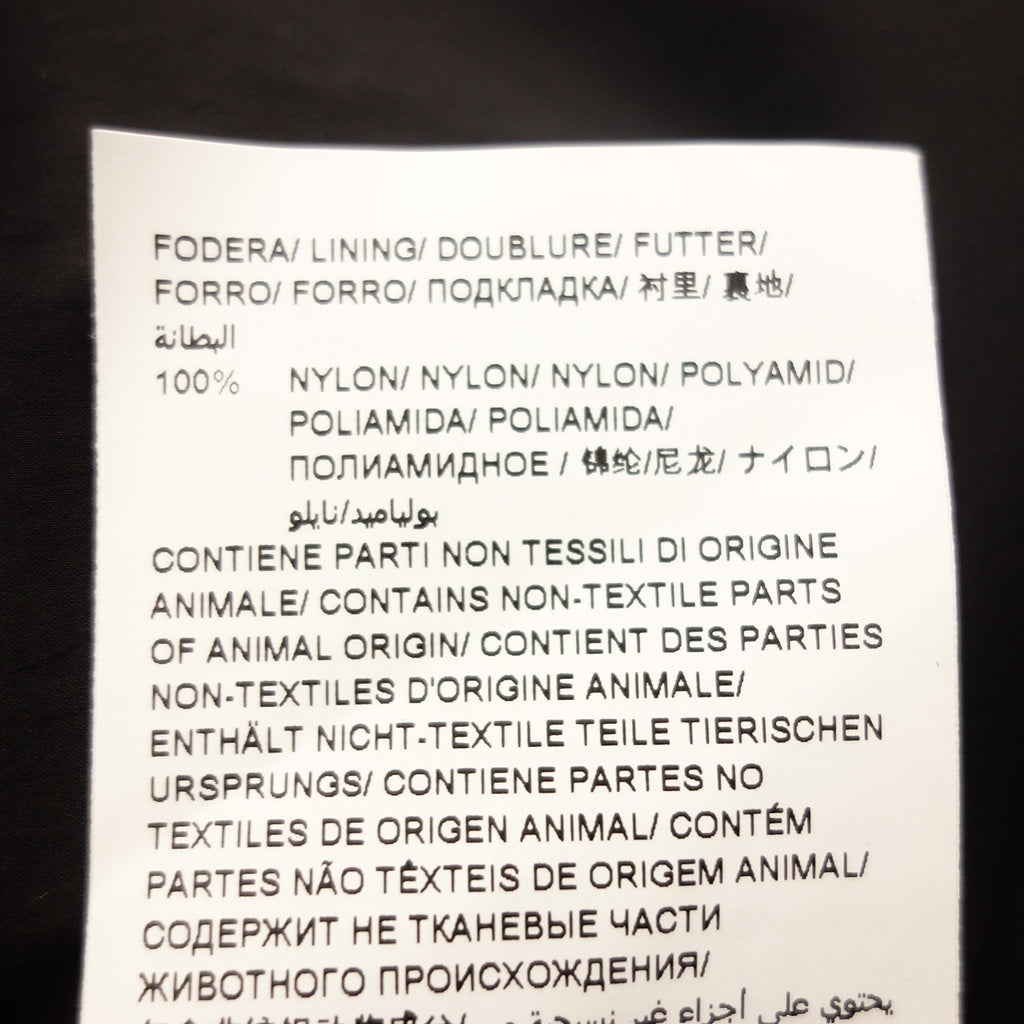 FODERA/ LINING/ DOUBLURE/ FUTTER/
FORRO/ FORRO/ ПОДКЛАДКА/ 衬里/ 裏地/
البطانة
100% NYLON/ NYLON/ NYLON/ POLYAMID/
POLIAMIDA/ POLIAMIDA/
ПОЛИАМИДНОЕ / 锦纶/尼龙/ ナイロン/
بولياميد/نايلو
CONTIENE PARTI NON TESSILI DI ORIGINE
ANIMALE/ CONTAINS NON-TEXTILE PARTS
OF ANIMAL ORIGIN/ CONTIENT DES PARTIES
NON-TEXTILES D'ORIGINE ANIMALE/
ENTHÄLT NICHT-TEXTILE TEILE TIERISCHEN
URSPRUNGS/ CONTIENE PARTES NO
TEXTILES DE ORIGEN ANIMAL/ CONTÉM
PARTES NÃO TÊXTEIS DE ORIGEM ANIMAL/
СОДЕРЖИТ НЕ ТКАНЕВЫЕ ЧАСТИ
ЖИВОТНОГО ПРОИСХОЖДЕНИЯ/
يحتوي على أجزاء غير نسيجية